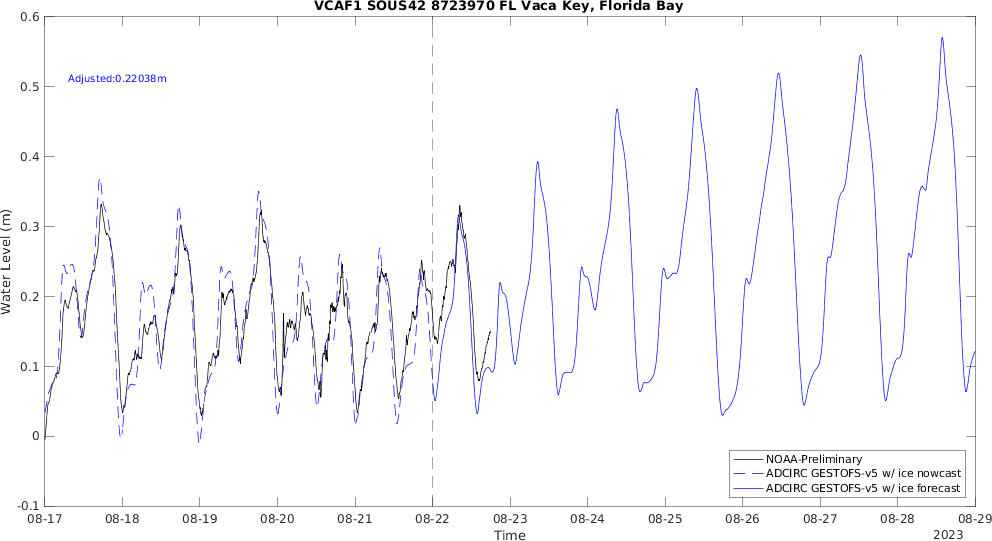 VCAF1 SOUS42 8723970 FL Vaca Key, Florida Bay
0.6
Adjusted:0.22038m
0.5
0.4
0.3
0.2
0.1
0
-0.1
Water Level (m)
NOAA-Preliminary
ADCIRC GESTOFS-v5 w/ ice nowcast
ADCIRC GESTOFS-v5 w/ ice forecast
08-17 08-18 08-19 08-20 08-21 08-22 08-23 08-24 08-25 08-26 08-27 08-28 08-29
Time
2023